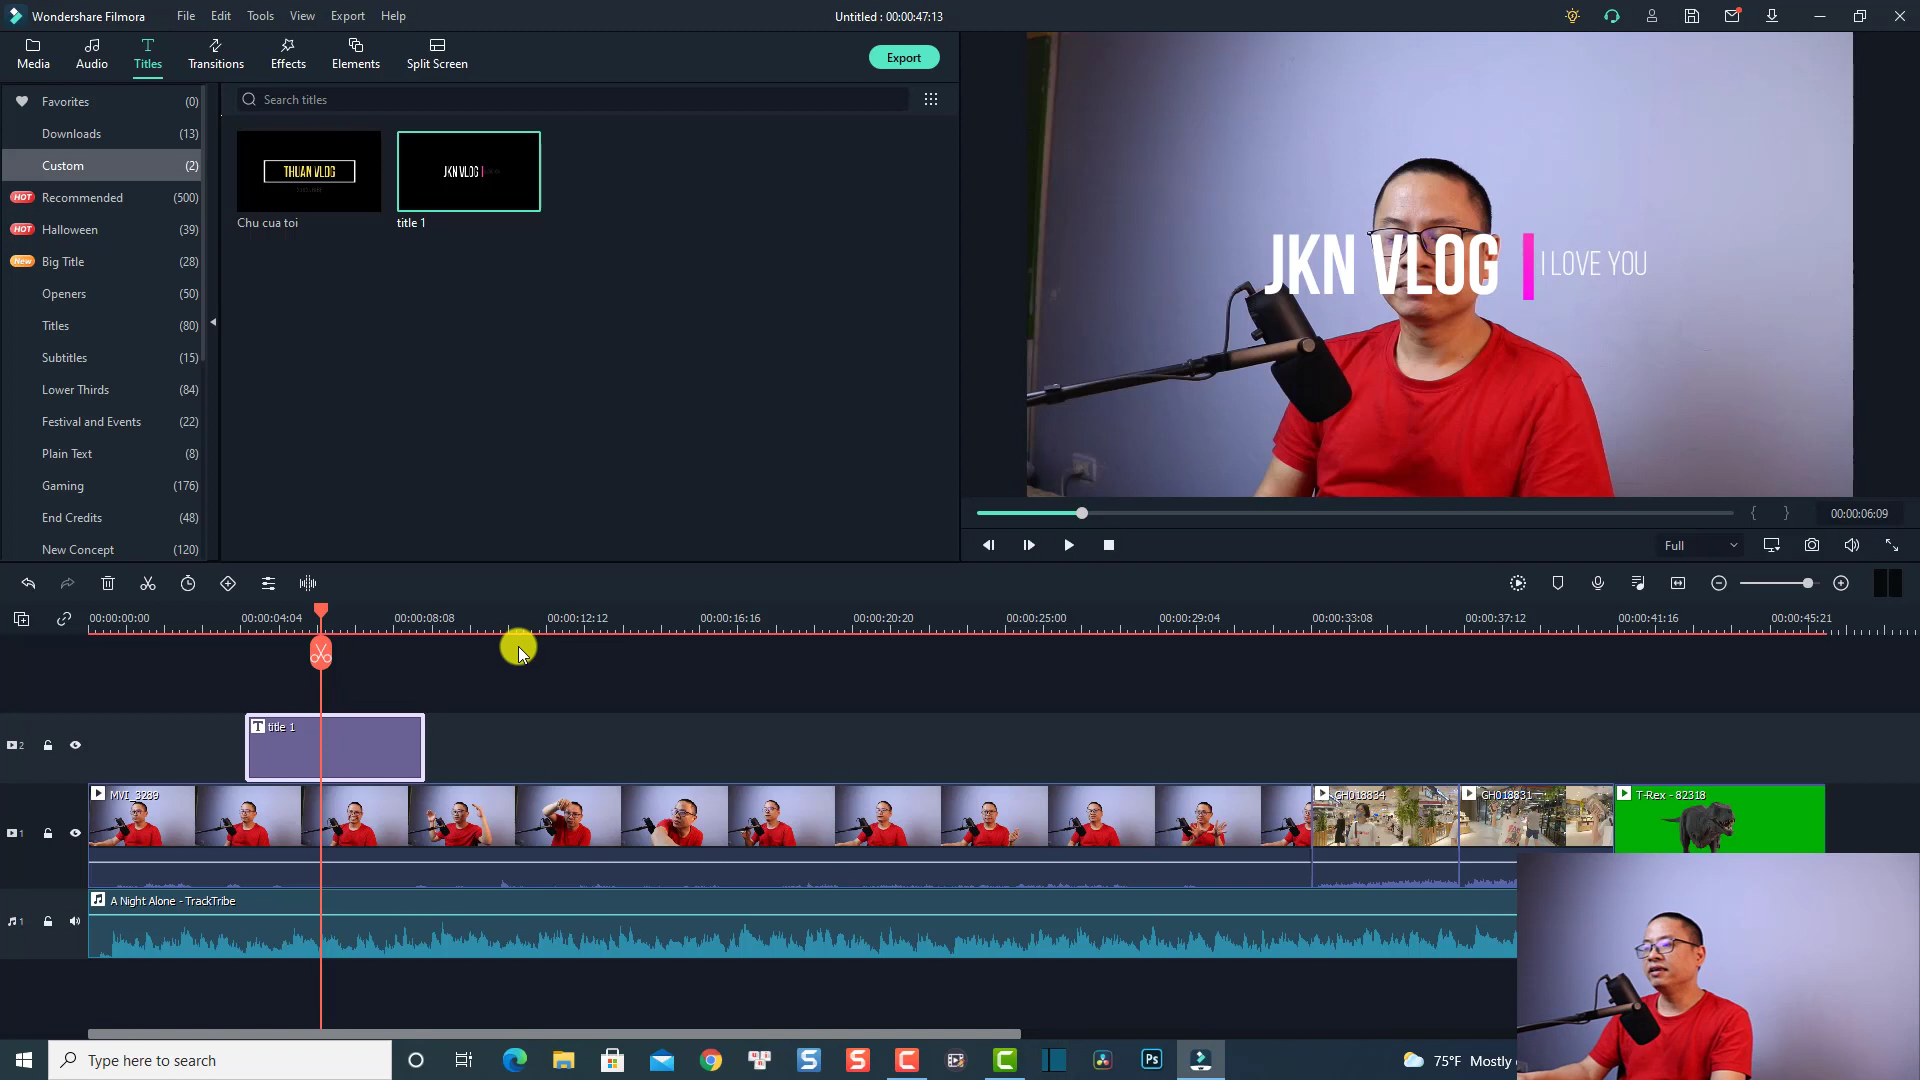 Wondershare Filmora
File Edit Tools View Export Help
Untitled : 00:00:47:13
Media Audio Titles Transitions Effects Elements Split Screen
Export
Favorites (0)
Downloads (13)
Custom (2)
HOT Recommended (500)
HOT Halloween (39)
New Big Title (28)
Openers (50)
Titles (80)
Subtitles (15)
Lower Thirds (84)
Festival and Events (22)
Plain Text (8)
Gaming (176)
End Credits (48)
New Concept (120)
Search titles
THUAN VLOG
JKN VLOG
Chu cua toi
title 1
JKN VLOG
I LOVE YOU
00:00:06:09
Full
00:00:00:00 00:00:04:04 00:00:08:08 00:00:12:12 00:00:16:16 00:00:20:20 00:00:25:00 00:00:29:04 00:00:33:08 00:00:37:12 00:00:41:16 00:00:45:21
2
T title 1
1
MVI_3289
GH018834
GH018831
T-Rex - 82318
1
A Night Alone - TrackTribe
Type here to search
S S C C Ps
75°F Mostly